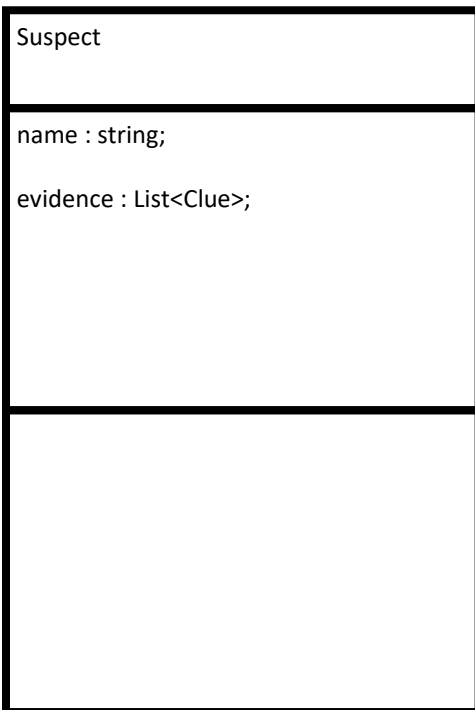 Suspect
name : string;
evidence : List<Clue>;